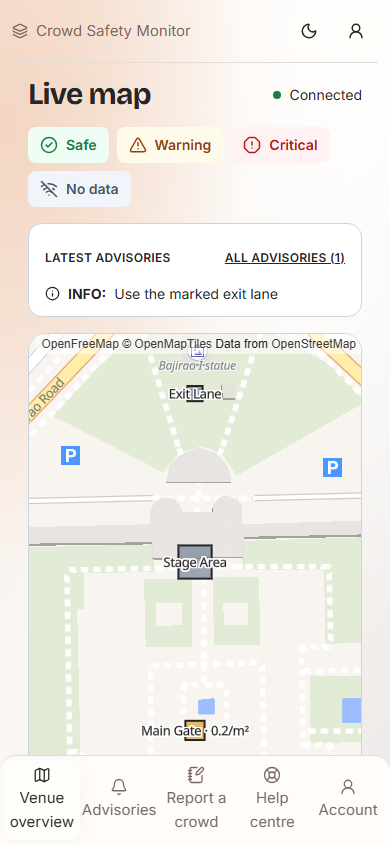 Crowd Safety Monitor
Live map
Connected
Safe
Warning
Critical
No data
LATEST ADVISORIES
ALL ADVISORIES (1)
INFO: Use the marked exit lane
OpenFreeMap © OpenMapTiles Data from OpenStreetMap
Bajirao-I-statue
Exit Lane
ao Road
P
P
Stage Area
Main Gate · 0.2/m²
Venue overview
Advisories
Report a crowd
Help centre
Account